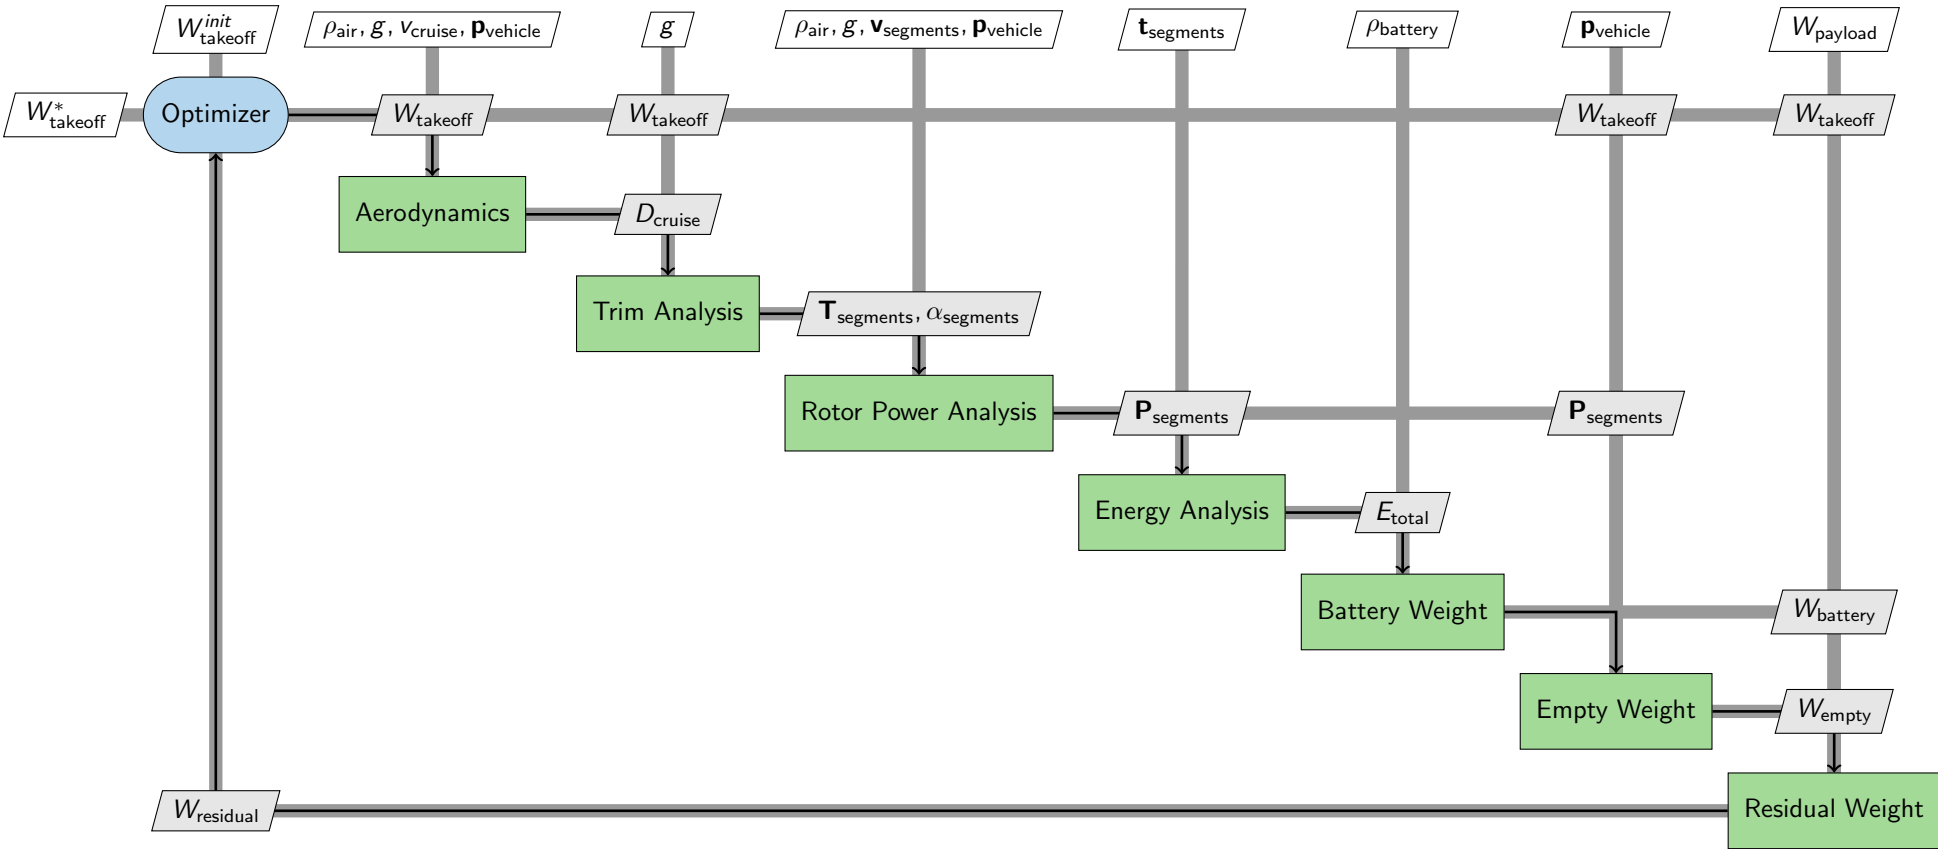 W_takeoff^init
ρ_air, g, v_cruise, p_vehicle
g
ρ_air, g, v_segments, p_vehicle
t_segments
ρ_battery
p_vehicle
W_payload
W*_takeoff
Optimizer
W_takeoff
W_takeoff
W_takeoff
W_takeoff
Aerodynamics
D_cruise
Trim Analysis
T_segments, α_segments
Rotor Power Analysis
P_segments
P_segments
Energy Analysis
E_total
Battery Weight
W_battery
Empty Weight
W_empty
W_residual
Residual Weight